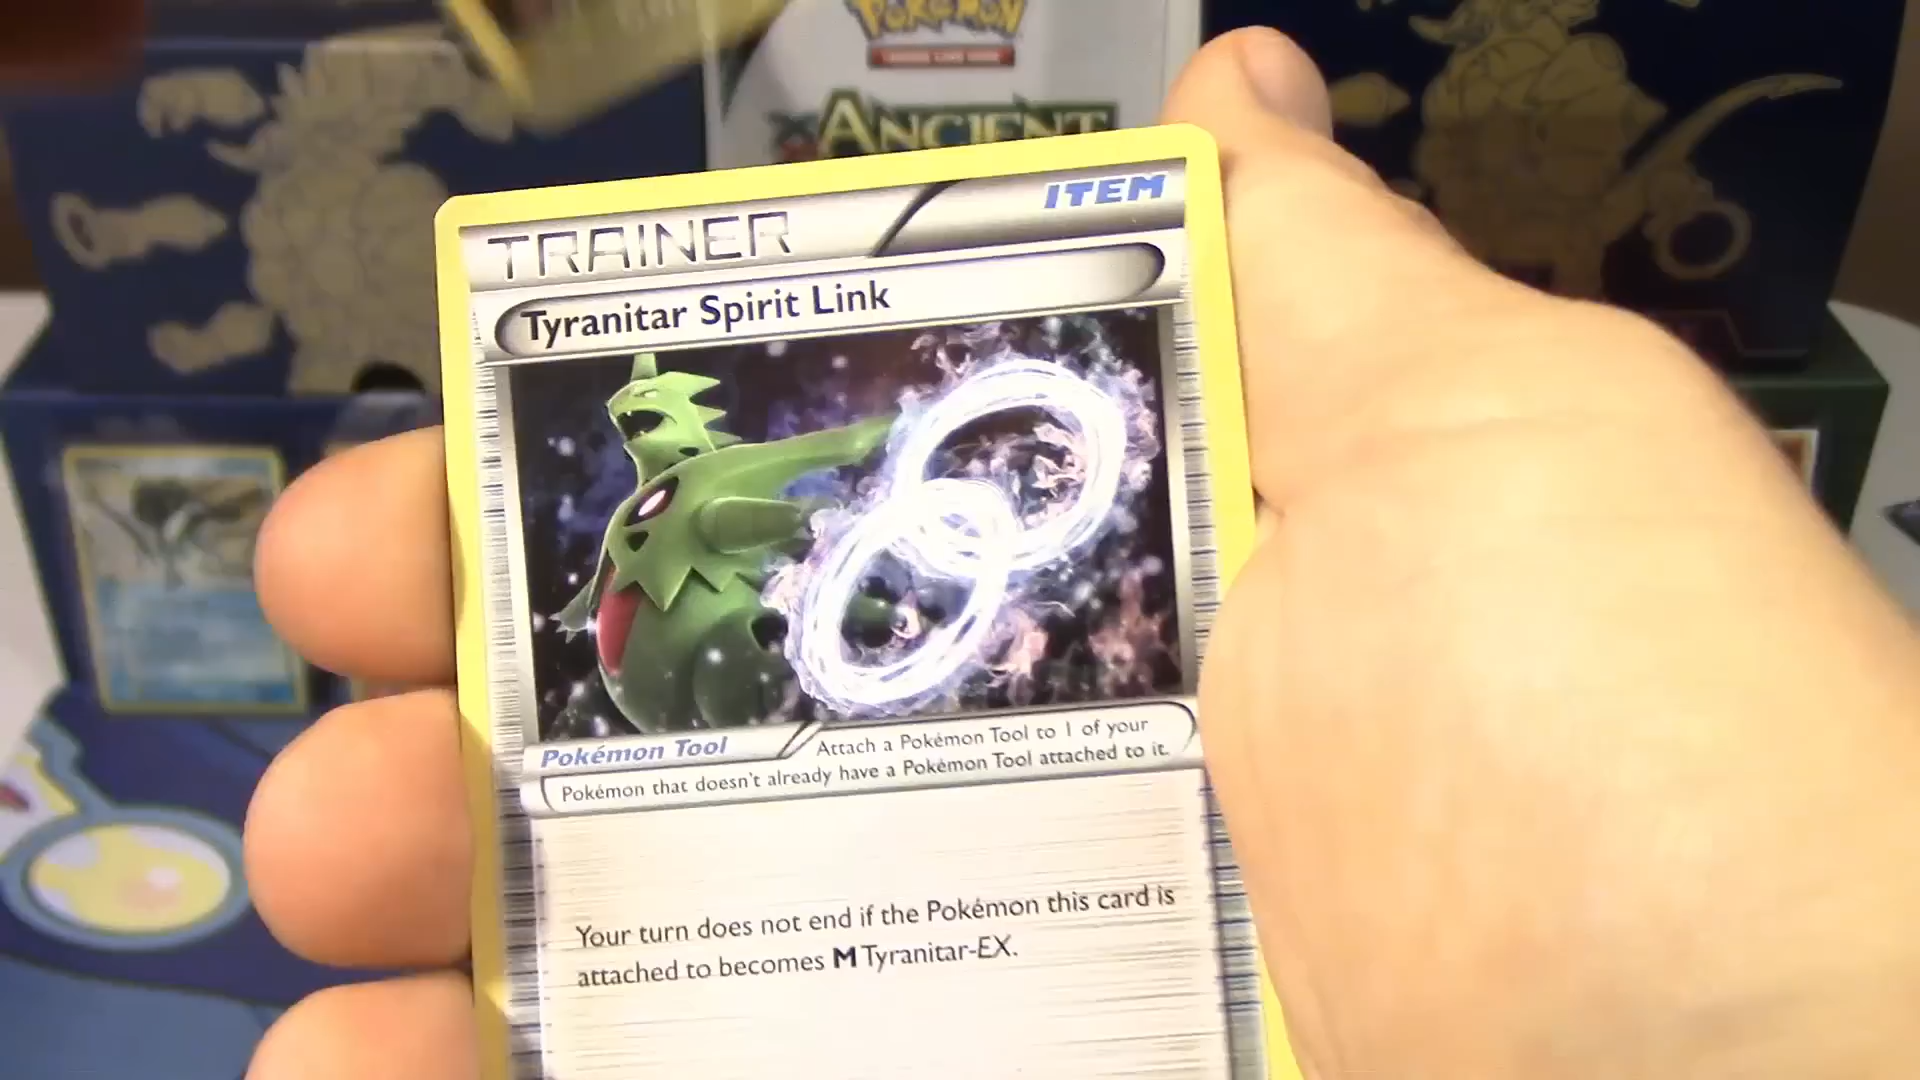 POKéMON
ANCIENT
ITEM
TRAINER
Tyranitar Spirit Link
Pokémon Tool
Attach a Pokémon Tool to 1 of your
Pokémon that doesn't already have a Pokémon Tool attached to it.
Your turn does not end if the Pokémon this card is
attached to becomes M Tyranitar-EX.